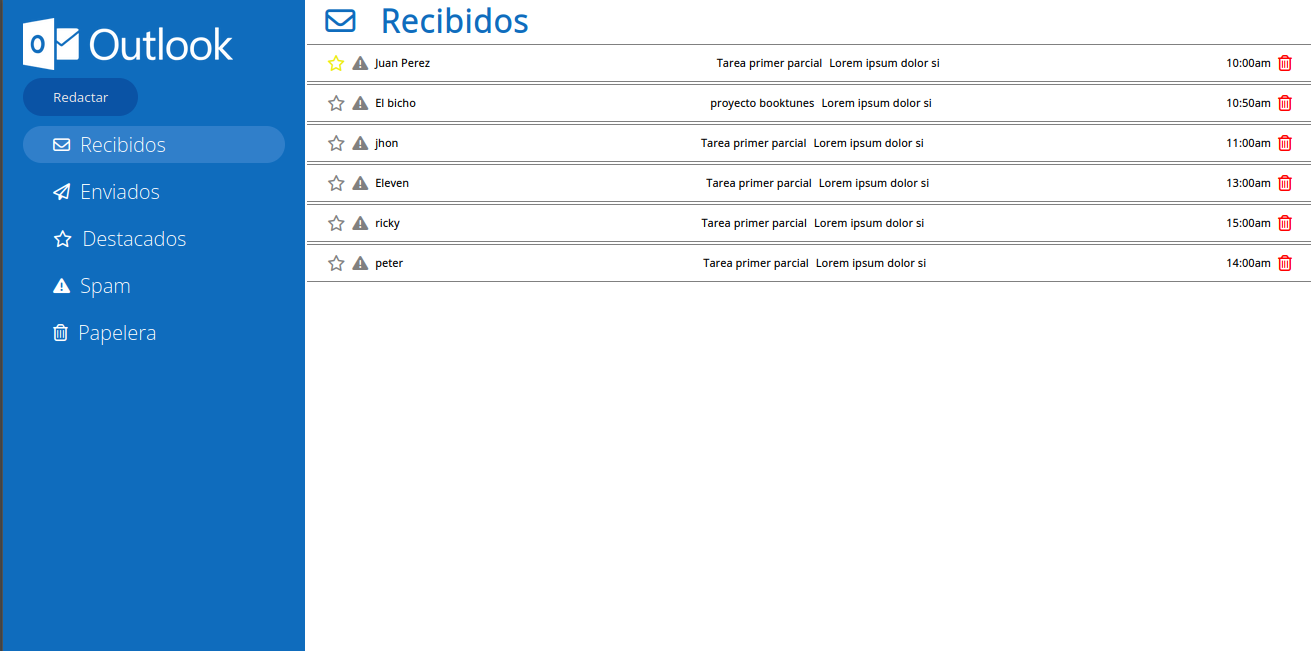 Outlook
Redactar
Recibidos
Enviados
Destacados
Spam
Papelera
Recibidos
Juan Perez Tarea primer parcial Lorem ipsum dolor si 10:00am
El bicho proyecto booktunes Lorem ipsum dolor si 10:50am
jhon Tarea primer parcial Lorem ipsum dolor si 11:00am
Eleven Tarea primer parcial Lorem ipsum dolor si 13:00am
ricky Tarea primer parcial Lorem ipsum dolor si 15:00am
peter Tarea primer parcial Lorem ipsum dolor si 14:00am